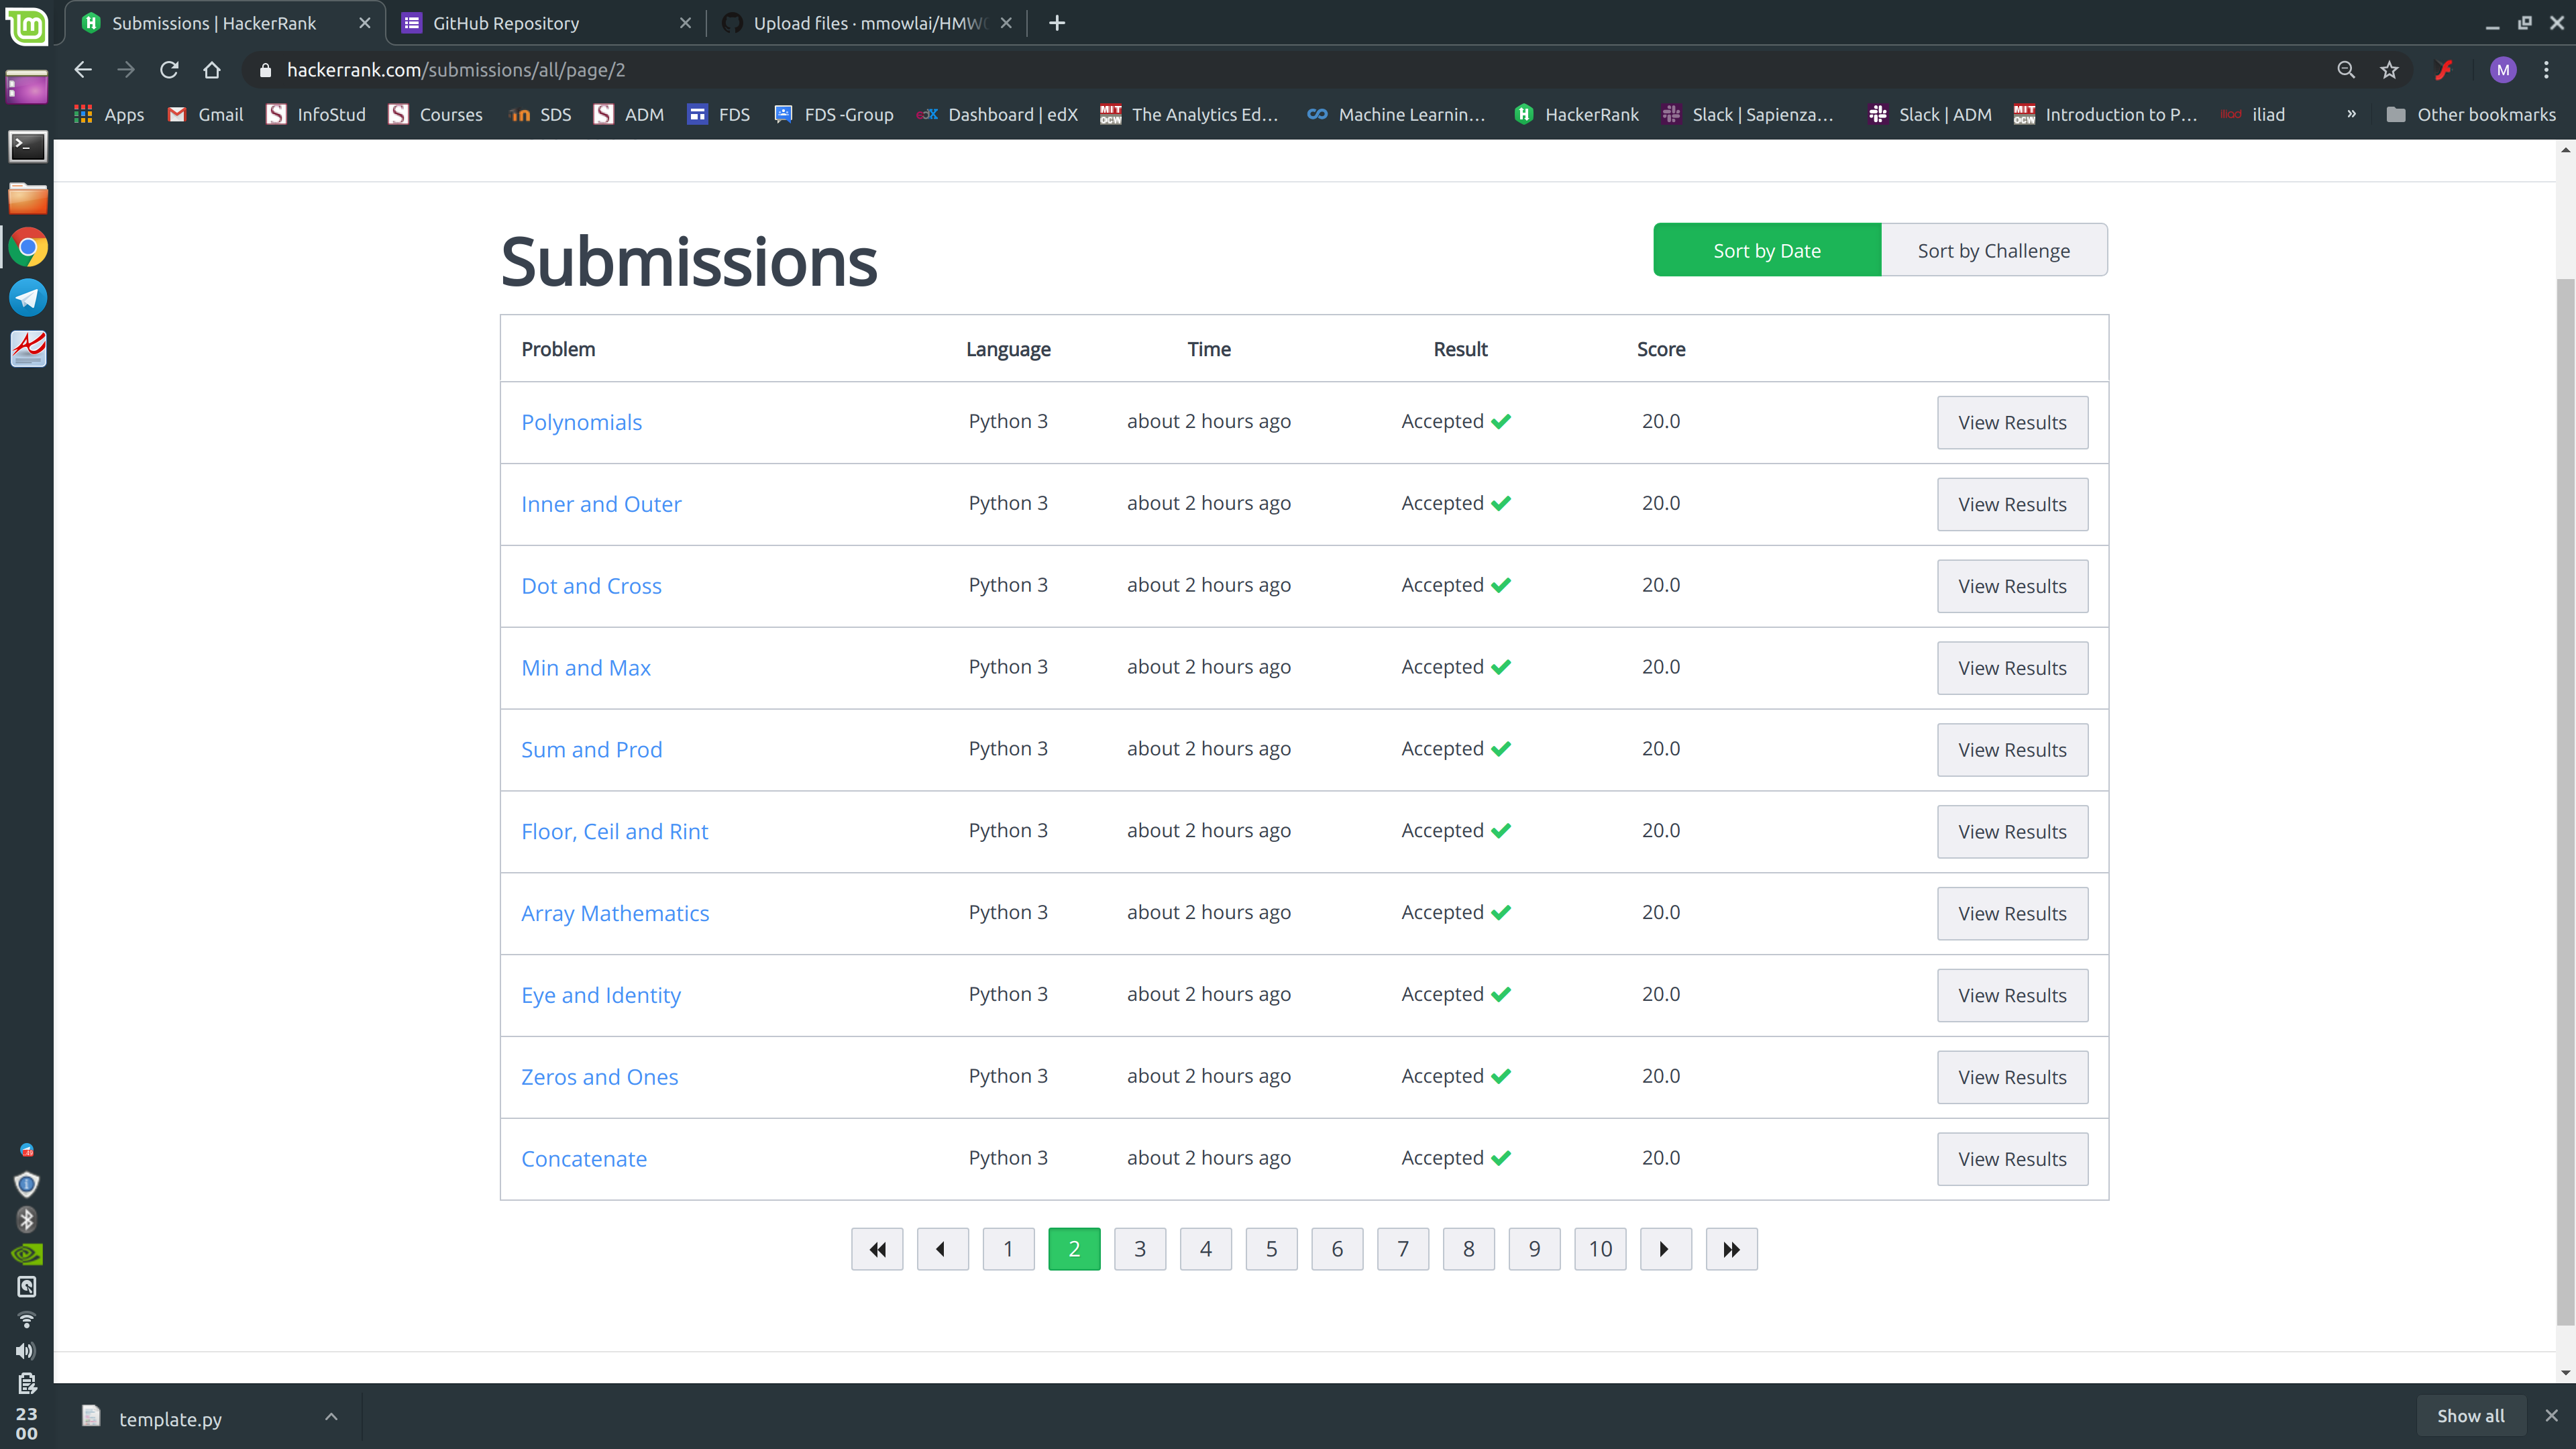 Submissions | HackerRank
GitHub Repository
Upload files · mmowlai/HMW
hackerrank.com/submissions/all/page/2
M
Apps
Gmail
InfoStud
Courses
SDS
ADM
FDS
FDS -Group
Dashboard | edX
The Analytics Ed...
Machine Learnin...
HackerRank
Slack | Sapienza...
Slack | ADM
Introduction to P...
iliad
»
Other bookmarks
Submissions
Sort by Date
Sort by Challenge
Problem Language Time Result Score
Polynomials Python 3 about 2 hours ago Accepted 20.0 View Results
Inner and Outer Python 3 about 2 hours ago Accepted 20.0 View Results
Dot and Cross Python 3 about 2 hours ago Accepted 20.0 View Results
Min and Max Python 3 about 2 hours ago Accepted 20.0 View Results
Sum and Prod Python 3 about 2 hours ago Accepted 20.0 View Results
Floor, Ceil and Rint Python 3 about 2 hours ago Accepted 20.0 View Results
Array Mathematics Python 3 about 2 hours ago Accepted 20.0 View Results
Eye and Identity Python 3 about 2 hours ago Accepted 20.0 View Results
Zeros and Ones Python 3 about 2 hours ago Accepted 20.0 View Results
Concatenate Python 3 about 2 hours ago Accepted 20.0 View Results
1 2 3 4 5 6 7 8 9 10
template.py
Show all
23
00